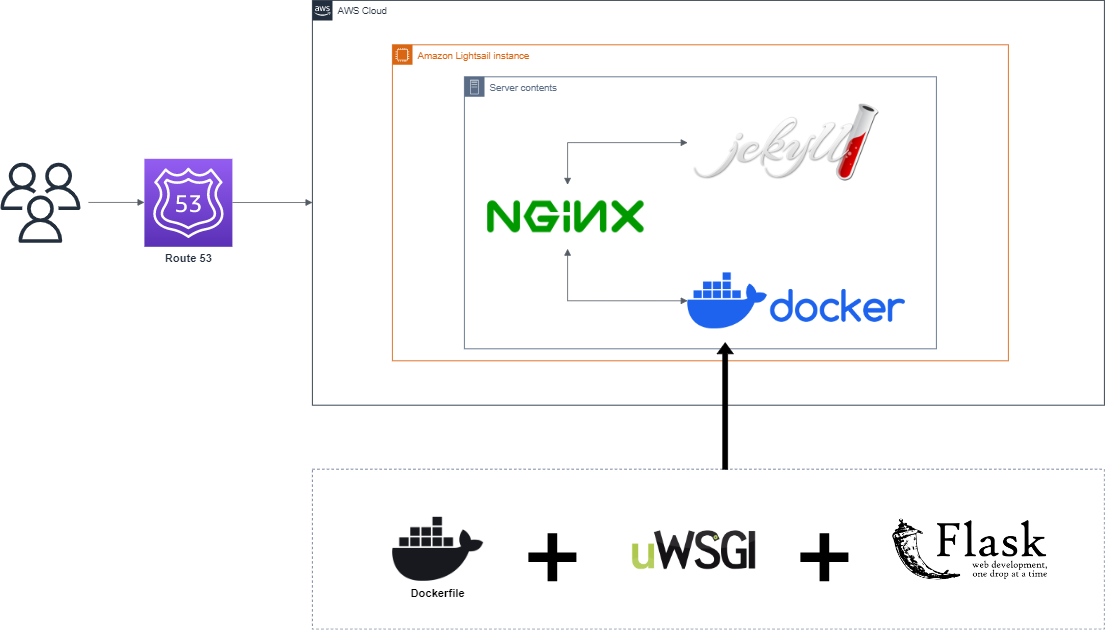 aws
AWS Cloud
Amazon Lightsail instance
Server contents
jekyll
53
NGiNX
Route 53
docker
uWSGI
Flask
web development,
one drop at a time
Dockerfile